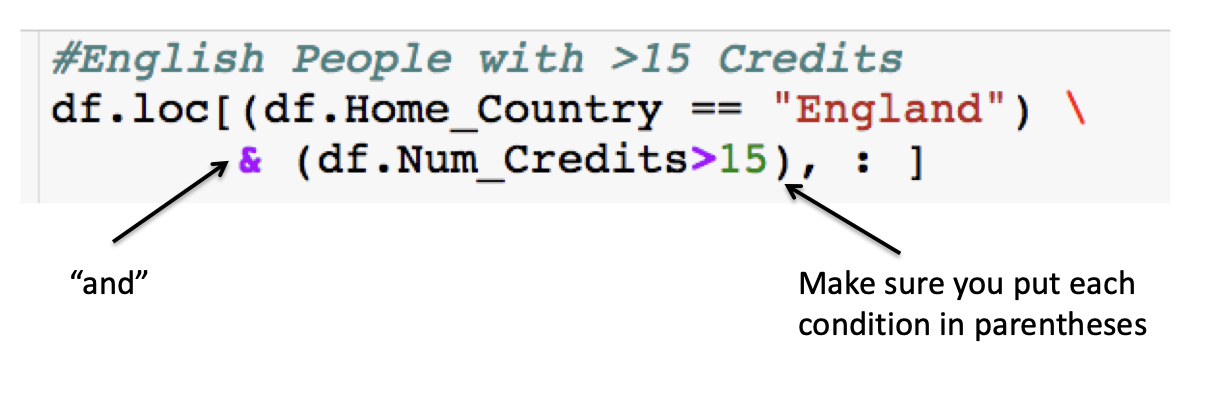 #English People with >15 Credits
df.loc[(df.Home_Country == "England") \
& (df.Num_Credits>15), : ]
“and”
Make sure you put each
condition in parentheses